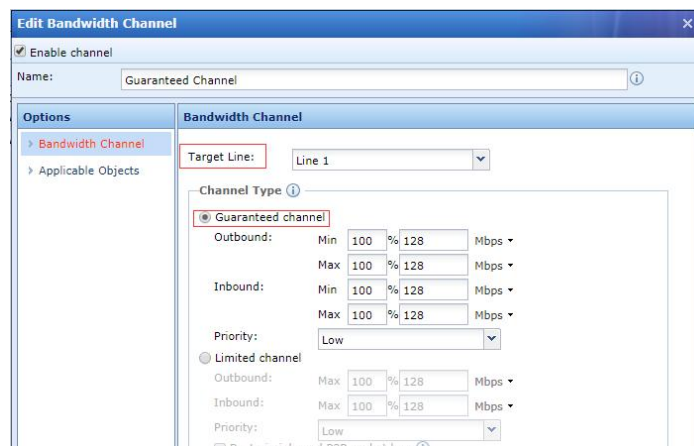 Edit Bandwidth Channel
Enable channel
Name: Guaranteed Channel
Options
Bandwidth Channel
Applicable Objects
Bandwidth Channel
Target Line: Line 1
Channel Type
Guaranteed channel
Outbound: Min 100 % 128 Mbps
Max 100 % 128 Mbps
Inbound: Min 100 % 128 Mbps
Max 100 % 128 Mbps
Priority: Low
Limited channel
Outbound: Max 100 % 128 Mbps
Inbound: Max 100 % 128 Mbps
Priority: Low